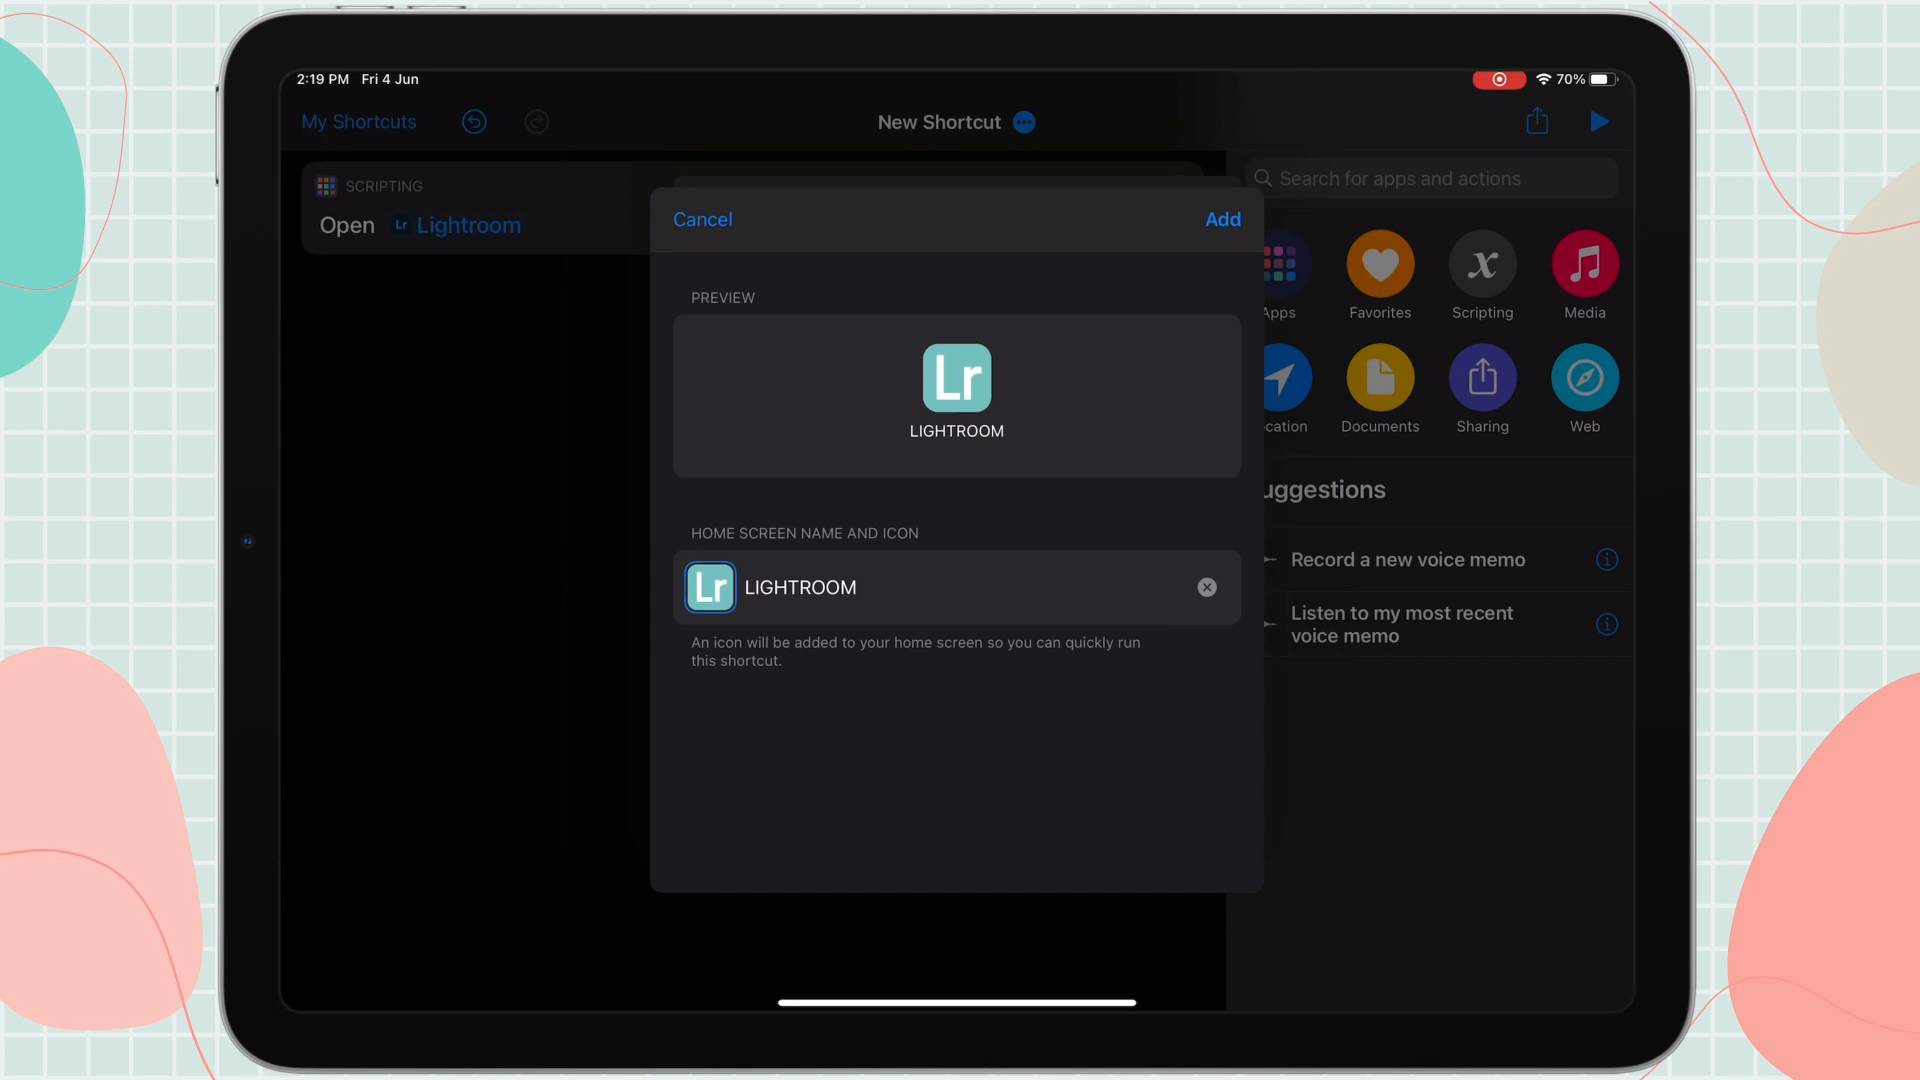 2:19 PM Fri 4 Jun
70%
My Shortcuts
New Shortcut
SCRIPTING
Open Lr Lightroom
Search for apps and actions
Cancel
Add
PREVIEW
Lr
LIGHTROOM
HOME SCREEN NAME AND ICON
Lr LIGHTROOM
An icon will be added to your home screen so you can quickly run
this shortcut.
Apps
Favorites
Scripting
Media
cation
Documents
Sharing
Web
uggestions
Record a new voice memo
Listen to my most recent
voice memo